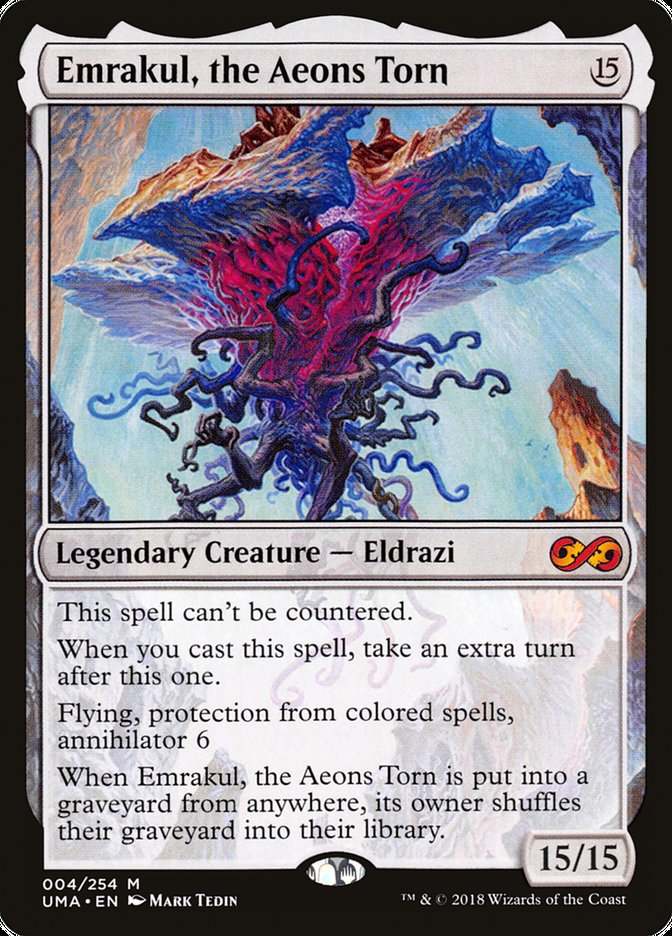 Emrakul, the Aeons Torn 15
Legendary Creature — Eldrazi
This spell can't be countered.
When you cast this spell, take an extra turn
after this one.
Flying, protection from colored spells,
annihilator 6
When Emrakul, the Aeons Torn is put into a
graveyard from anywhere, its owner shuffles
their graveyard into their library.
15/15
004/254 M
UMA • EN Mark Tedin
™ & © 2018 Wizards of the Coast